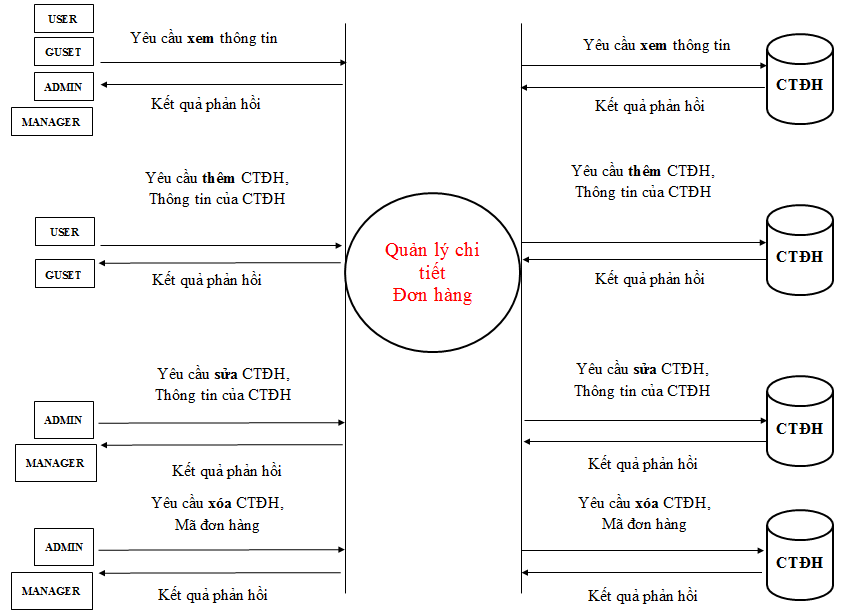 USER
GUSET
ADMIN
MANAGER
Yêu cầu xem thông tin
Kết quả phản hồi
Yêu cầu xem thông tin
Kết quả phản hồi
CTĐH
Yêu cầu thêm CTĐH,
Thông tin của CTĐH
USER
GUSET
Kết quả phản hồi
Quản lý chi
tiết
Đơn hàng
Yêu cầu thêm CTĐH,
Thông tin của CTĐH
Kết quả phản hồi
CTĐH
Yêu cầu sửa CTĐH,
Thông tin của CTĐH
ADMIN
MANAGER
Kết quả phản hồi
Yêu cầu sửa CTĐH,
Thông tin của CTĐH
Kết quả phản hồi
CTĐH
Yêu cầu xóa CTĐH,
Mã đơn hàng
ADMIN
MANAGER
Kết quả phản hồi
Yêu cầu xóa CTĐH,
Mã đơn hàng
Kết quả phản hồi
CTĐH